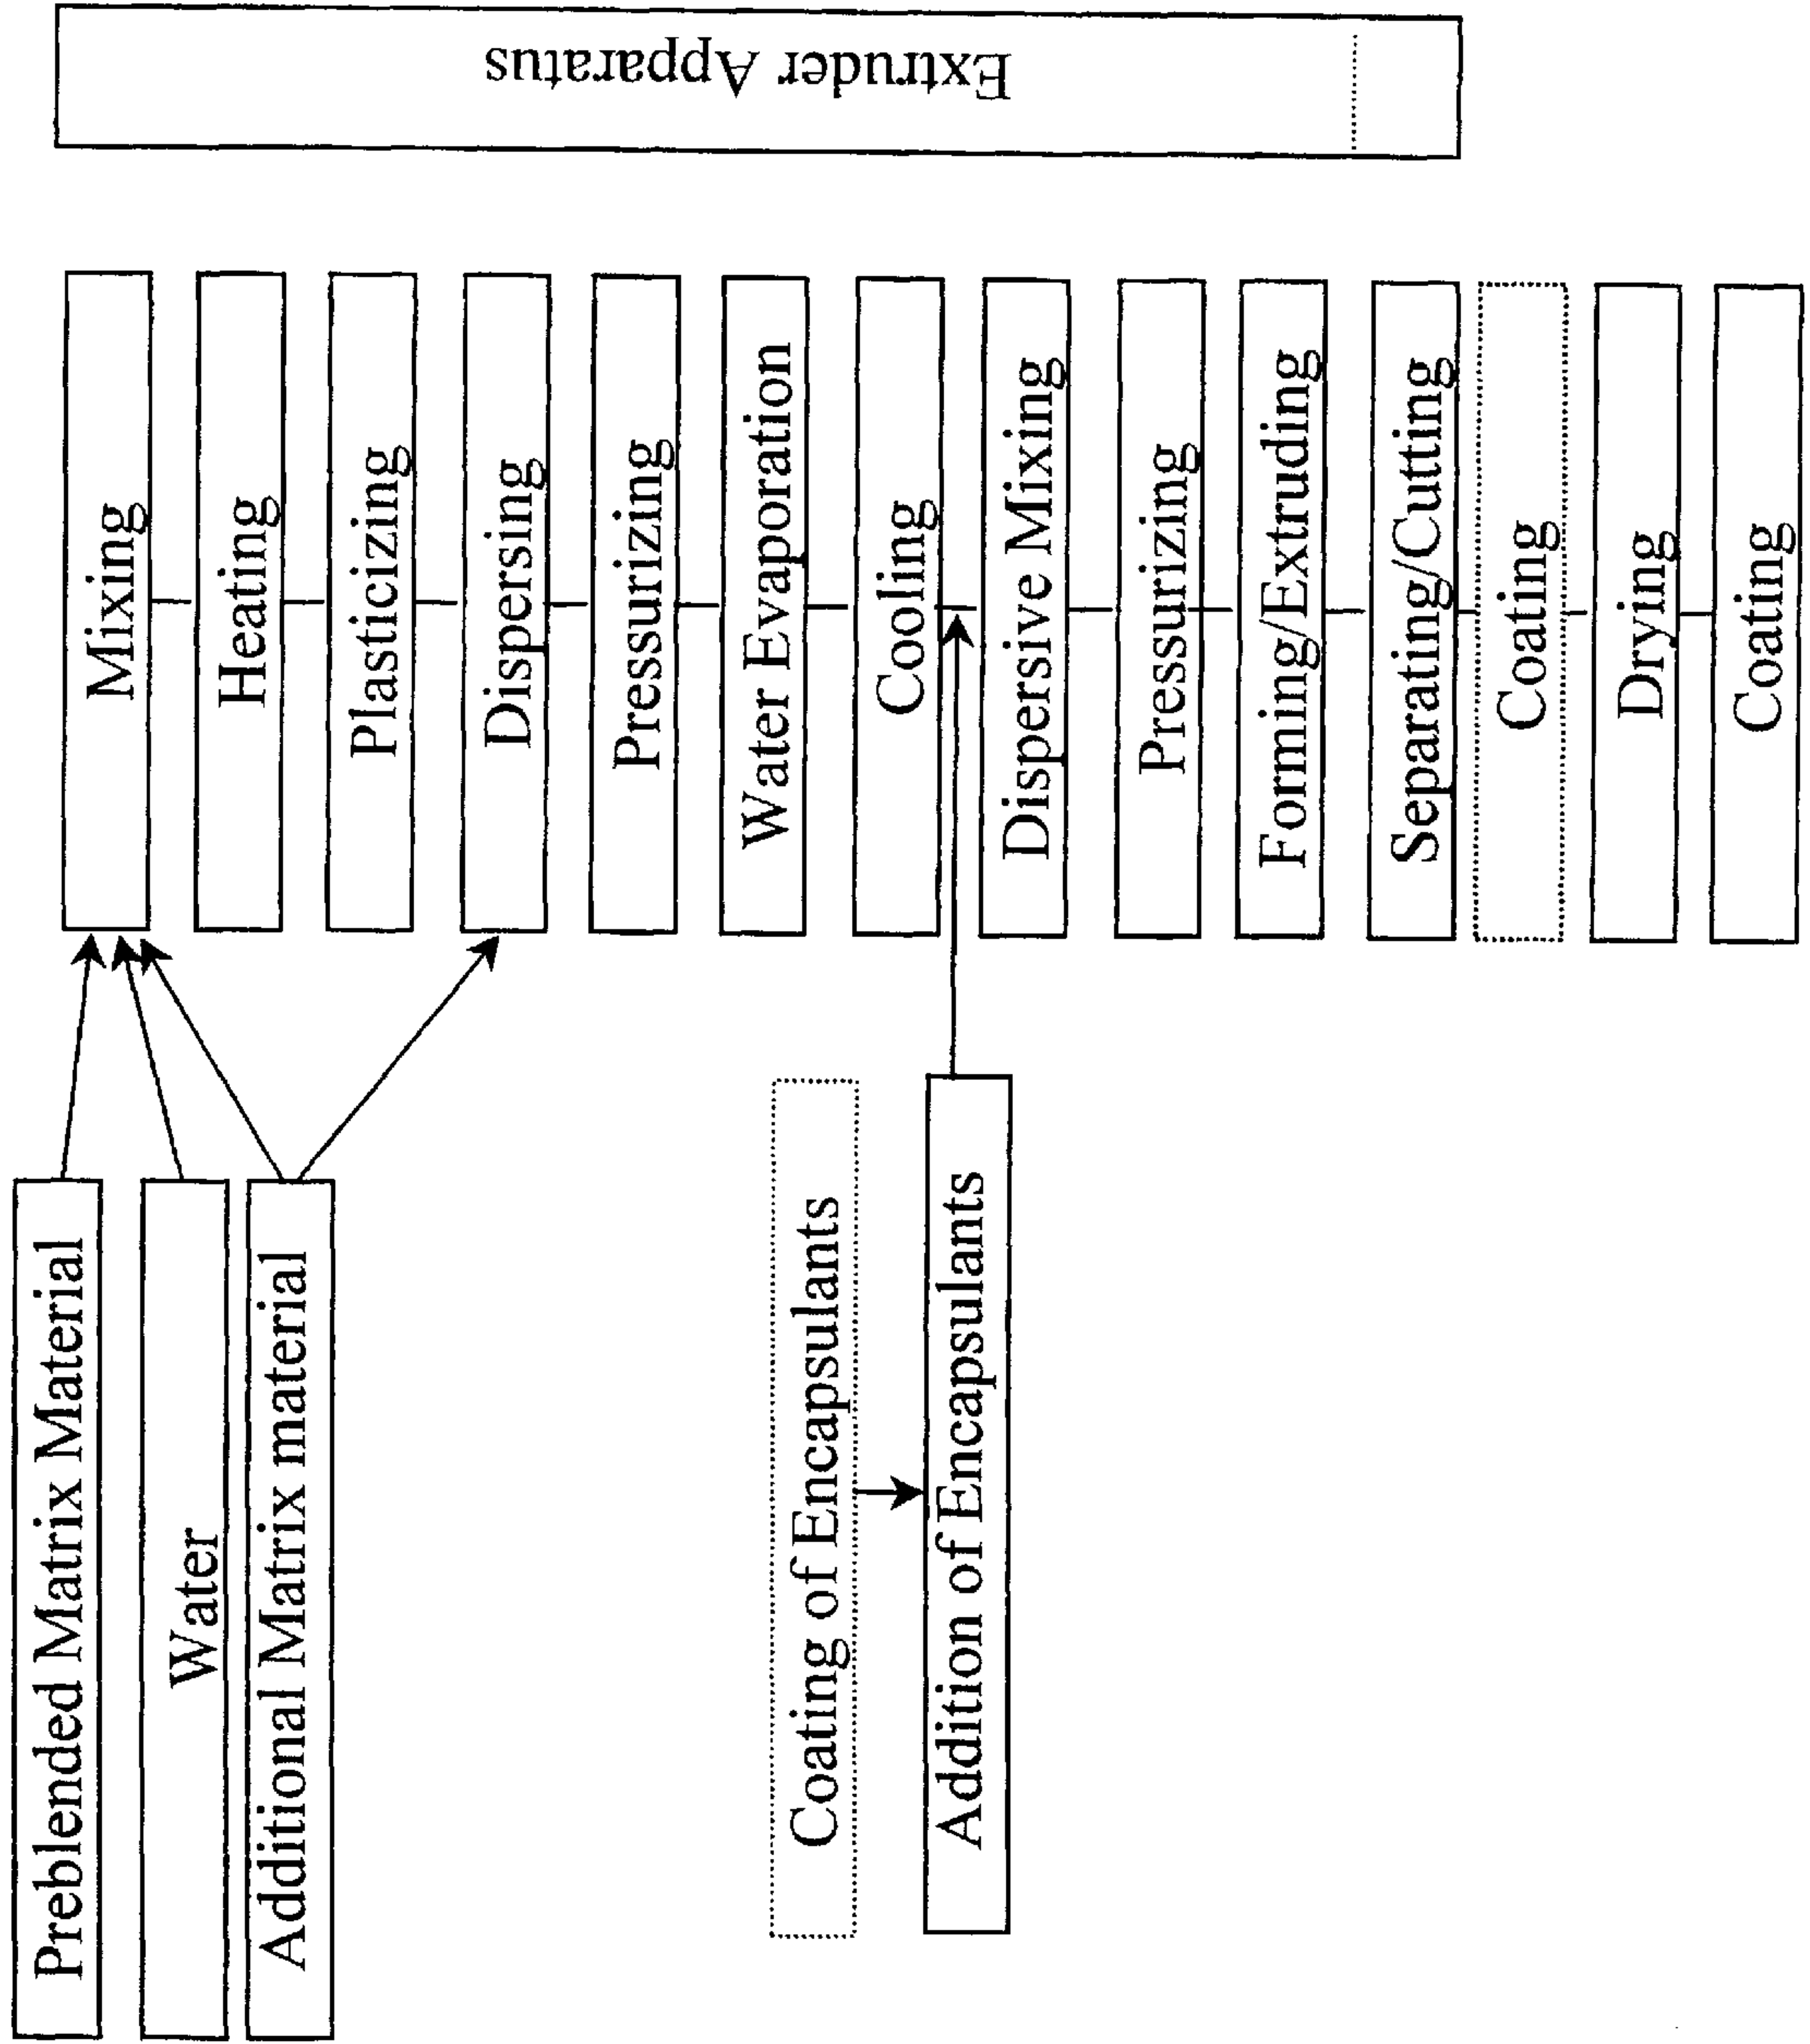 Preblended Matrix Material
Water
Additional Matrix material
Coating of Encapsulants
Addition of Encapsulants
Mixing
Heating
Plasticizing
Dispersing
Pressurizing
Water Evaporation
Cooling
Dispersive Mixing
Pressurizing
Forming/Extruding
Separating/Cutting
Coating
Drying
Coating
Extruder Apparatus